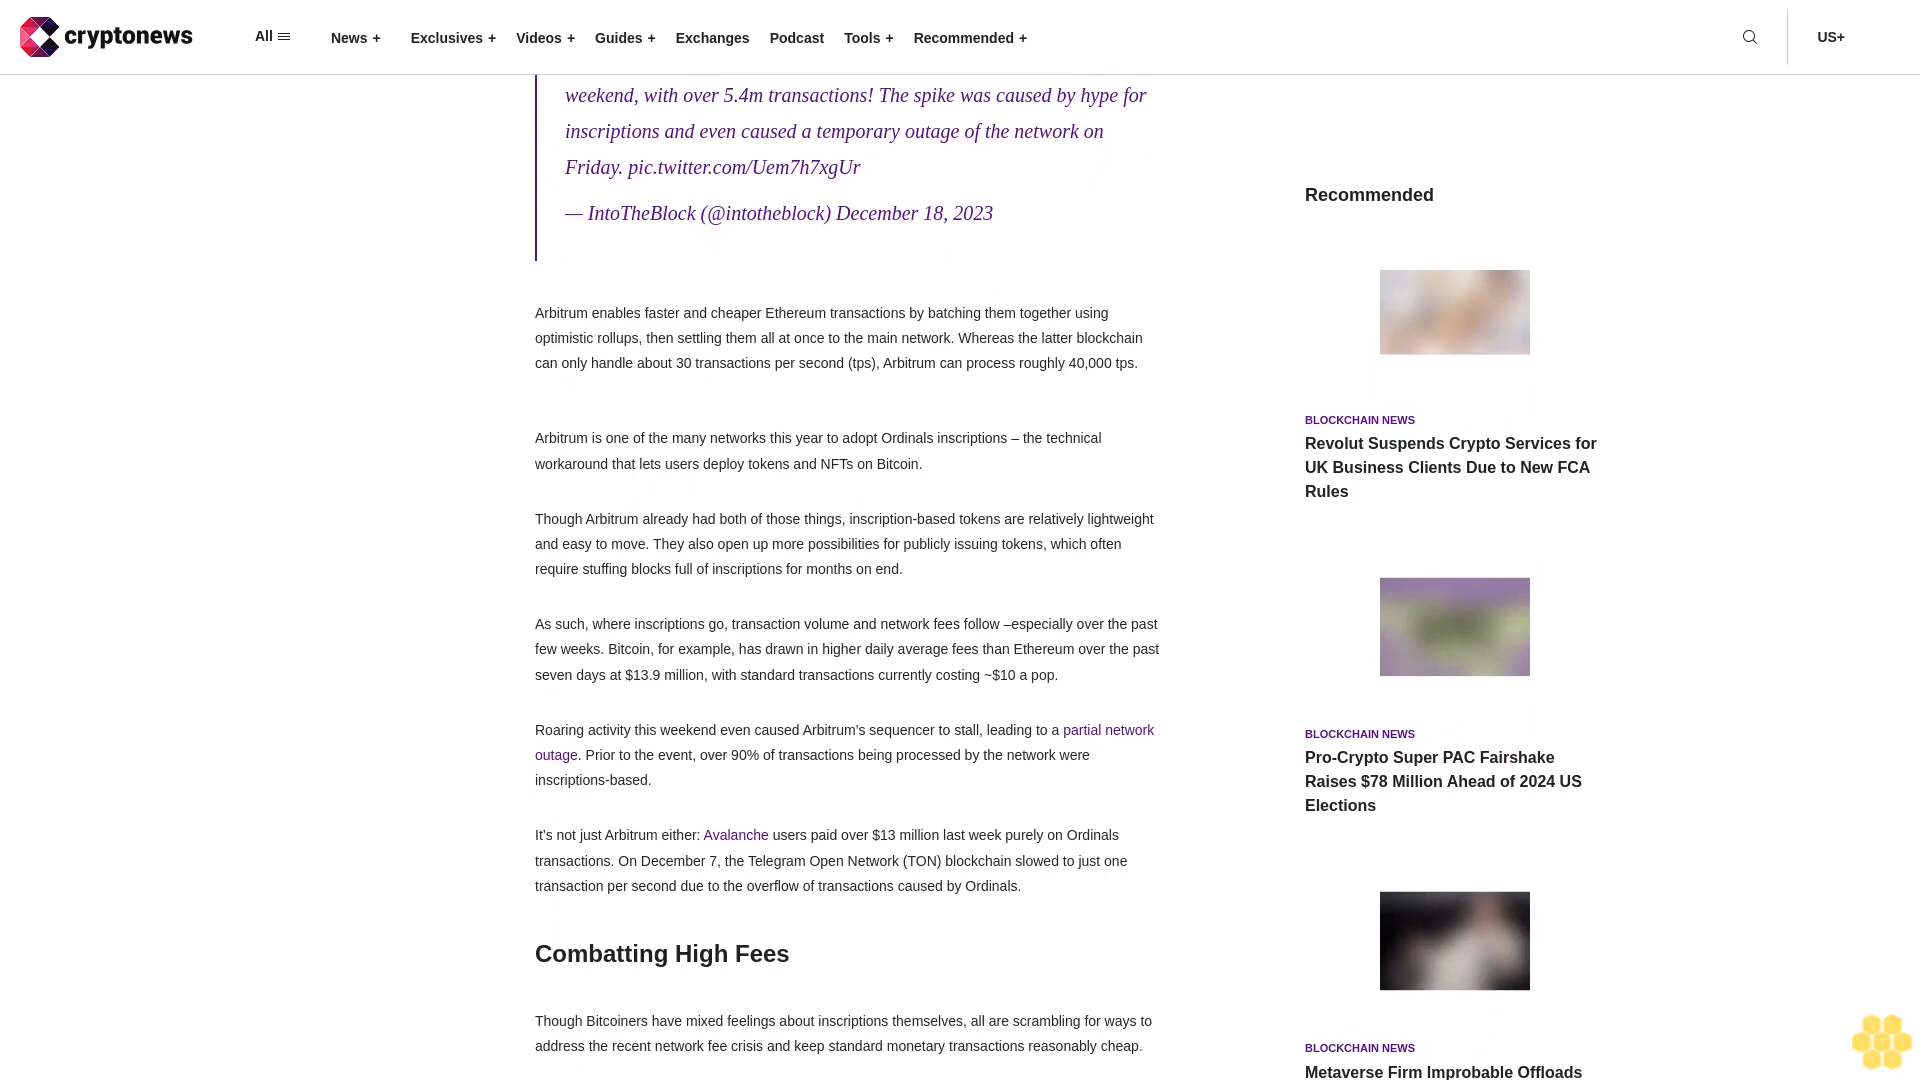 cryptonews
All
News +
Exclusives +
Videos +
Guides +
Exchanges
Podcast
Tools +
Recommended +
US+
weekend, with over 5.4m transactions! The spike was caused by hype for
inscriptions and even caused a temporary outage of the network on
Friday. pic.twitter.com/Uem7h7xgUr
— IntoTheBlock (@intotheblock) December 18, 2023
Arbitrum enables faster and cheaper Ethereum transactions by batching them together using
optimistic rollups, then settling them all at once to the main network. Whereas the latter blockchain
can only handle about 30 transactions per second (tps), Arbitrum can process roughly 40,000 tps.
Arbitrum is one of the many networks this year to adopt Ordinals inscriptions – the technical
workaround that lets users deploy tokens and NFTs on Bitcoin.
Though Arbitrum already had both of those things, inscription-based tokens are relatively lightweight
and easy to move. They also open up more possibilities for publicly issuing tokens, which often
require stuffing blocks full of inscriptions for months on end.
As such, where inscriptions go, transaction volume and network fees follow –especially over the past
few weeks. Bitcoin, for example, has drawn in higher daily average fees than Ethereum over the past
seven days at $13.9 million, with standard transactions currently costing ~$10 a pop.
Roaring activity this weekend even caused Arbitrum’s sequencer to stall, leading to a partial network
outage. Prior to the event, over 90% of transactions being processed by the network were
inscriptions-based.
It’s not just Arbitrum either: Avalanche users paid over $13 million last week purely on Ordinals
transactions. On December 7, the Telegram Open Network (TON) blockchain slowed to just one
transaction per second due to the overflow of transactions caused by Ordinals.
Combatting High Fees
Though Bitcoiners have mixed feelings about inscriptions themselves, all are scrambling for ways to
address the recent network fee crisis and keep standard monetary transactions reasonably cheap.
Recommended
BLOCKCHAIN NEWS
Revolut Suspends Crypto Services for
UK Business Clients Due to New FCA
Rules
BLOCKCHAIN NEWS
Pro-Crypto Super PAC Fairshake
Raises $78 Million Ahead of 2024 US
Elections
BLOCKCHAIN NEWS
Metaverse Firm Improbable Offloads